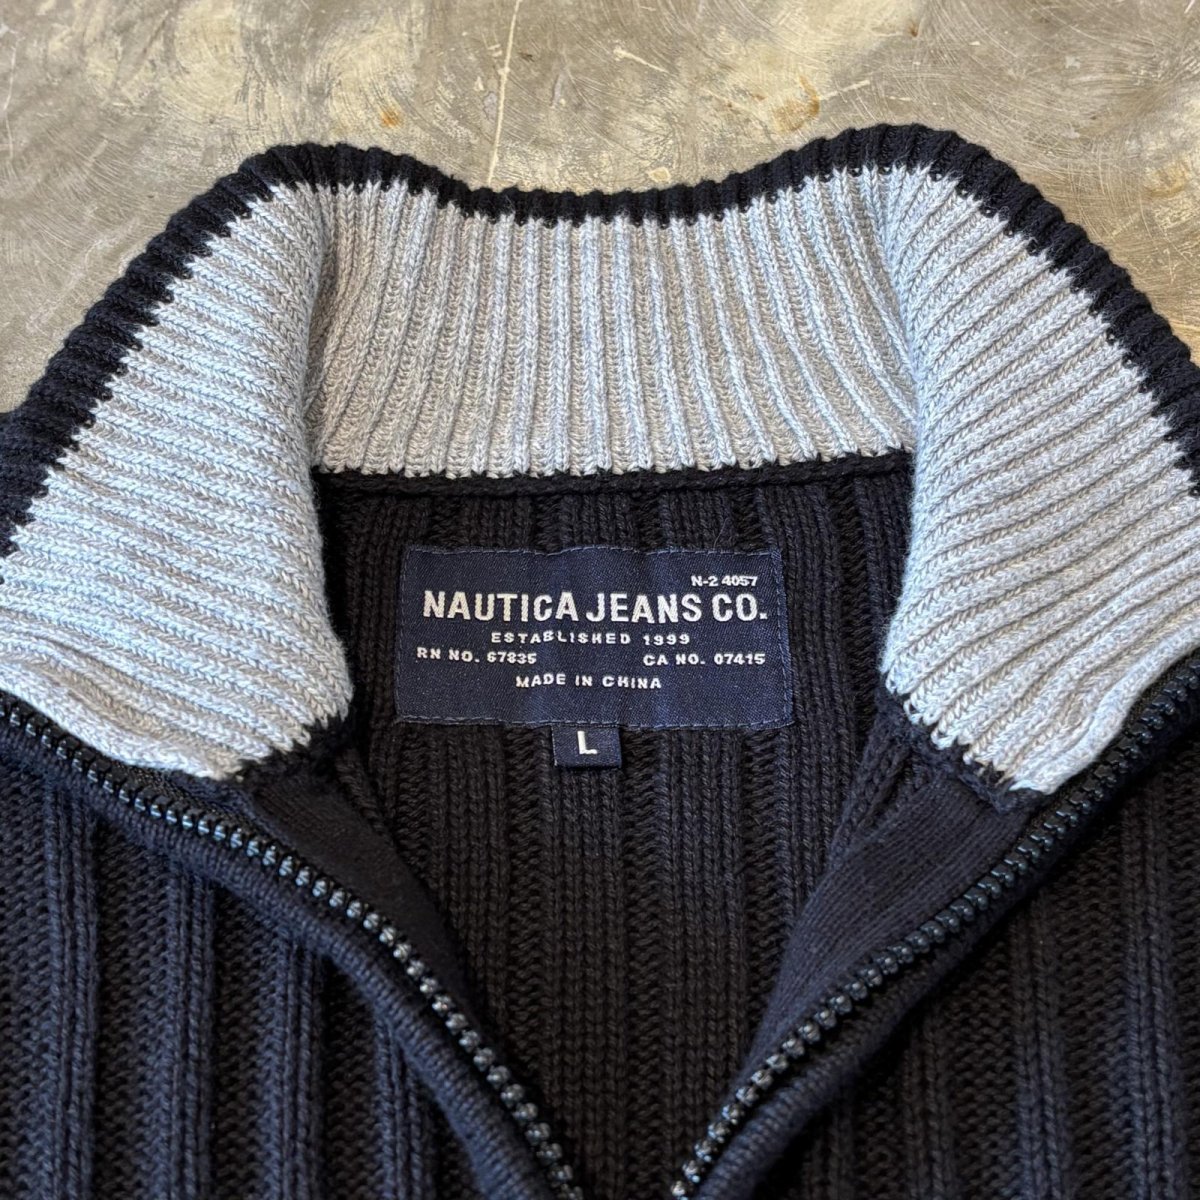 N-2 4057
NAUTICA JEANS CO.
ESTABLISHED 1999
RN NO. 67835 CA NO. 07415
MADE IN CHINA
L